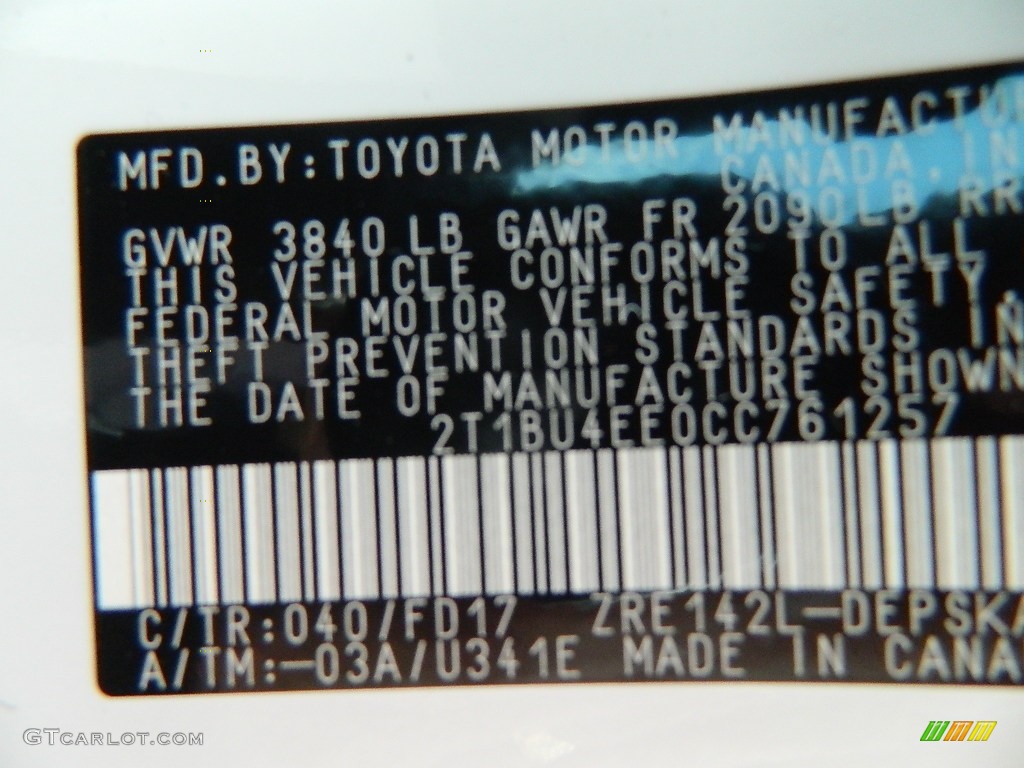 MFD.BY:TOYOTA MOTOR MANUFACTU
CANADA, IN
GVWR 3840 LB GAWR FR 2090LB RR
THIS VEHICLE CONFORMS TO ALL
FEDERAL MOTOR VEHICLE SAFETY,
THEFT PREVENTION STANDARDS IN
THE DATE OF MANUFACTURE SHOWN
2T1BU4EE0CC761257
C/TR:040/FD17 ZRE142L-DEPSKA
A/TM:-03A/U341E MADE IN CANA
GTcarlot.com